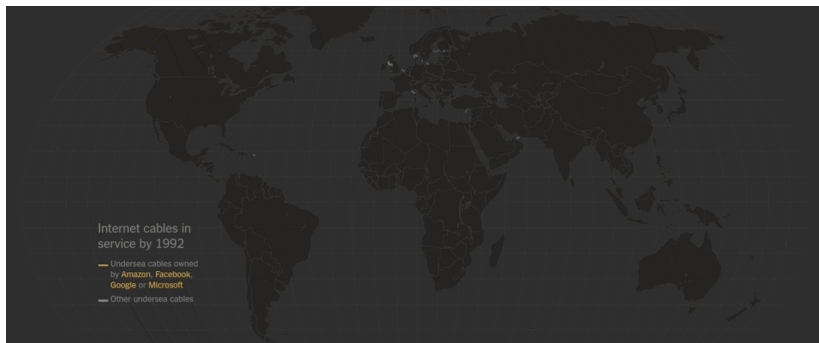 Internet cables in
service by 1992
Undersea cables owned
by Amazon, Facebook,
Google or Microsoft
Other undersea cables